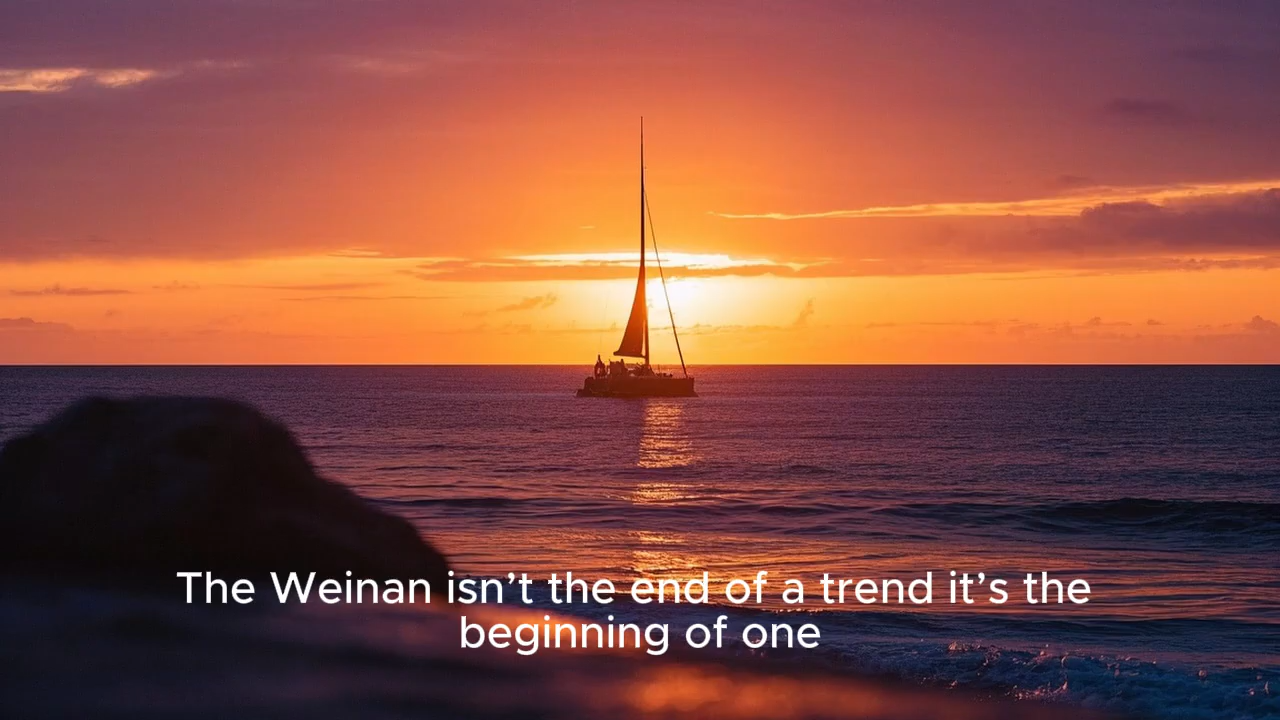 The Weinan isn’t the end of a trend it’s the
beginning of one